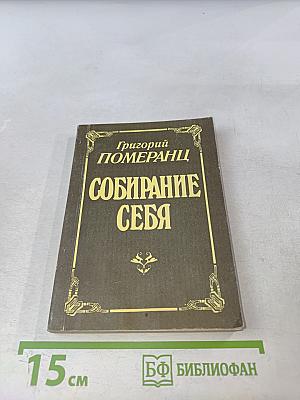 Григорий
ПОМЕРАНЦ
СОБИРАНИЕ
СЕБЯ
15 см
БФ БИБЛИОФАН